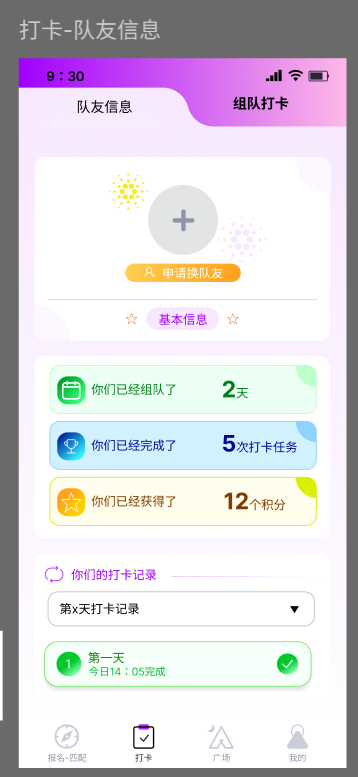 打卡-队友信息
9：30
队友信息
组队打卡
申请换队友
☆ 基本信息 ☆
你们已经组队了 2天
你们已经完成了 5次打卡任务
你们已经获得了 12个积分
你们的打卡记录
第x天打卡记录
1 第一天
今日14：05完成
报名-匹配 打卡 广场 我的